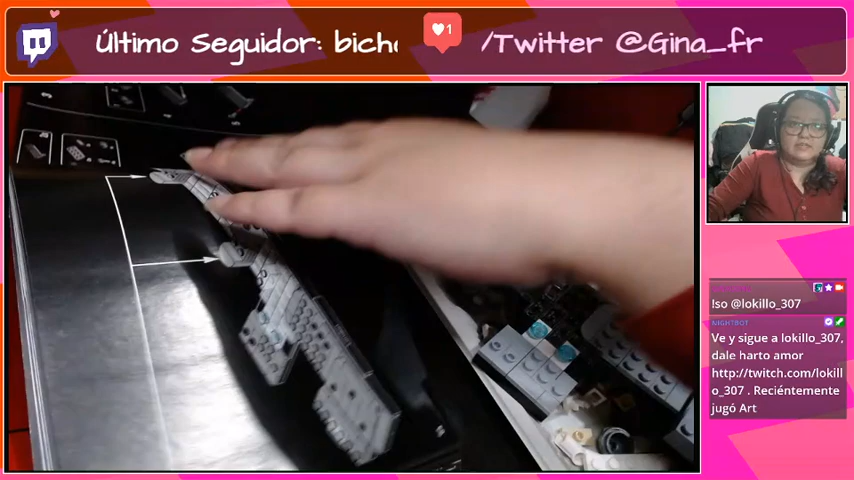 Último Seguidor: bich
1
/Twitter @Gina_fr
!so @lokillo_307
NIGHTBOT
Ve y sigue a lokillo_307,
dale harto amor
http://twitch.com/lokill
o_307 . Reciéntemente
jugó Art